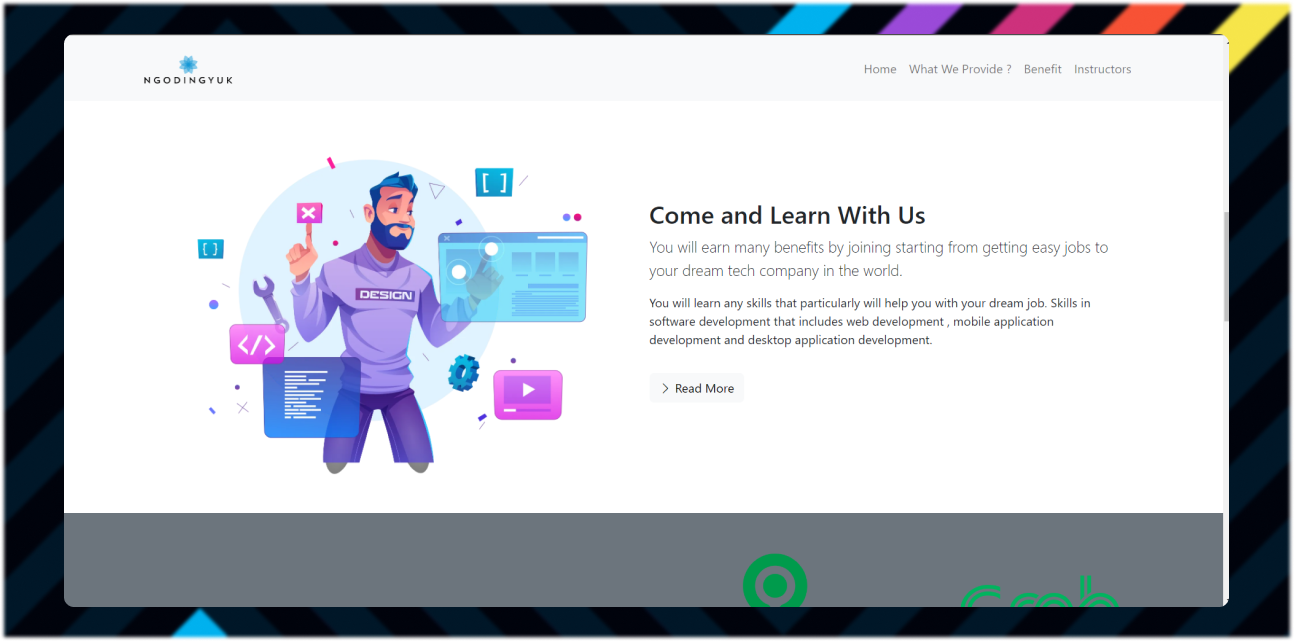 NGODINGYUK
Home What We Provide ? Benefit Instructors
[ ]
[ ]
DESIGN
</>
Come and Learn With Us
You will earn many benefits by joining starting from getting easy jobs to
your dream tech company in the world.
You will learn any skills that particularly will help you with your dream job. Skills in
software development that includes web development , mobile application
development and desktop application development.
Read More
Grab